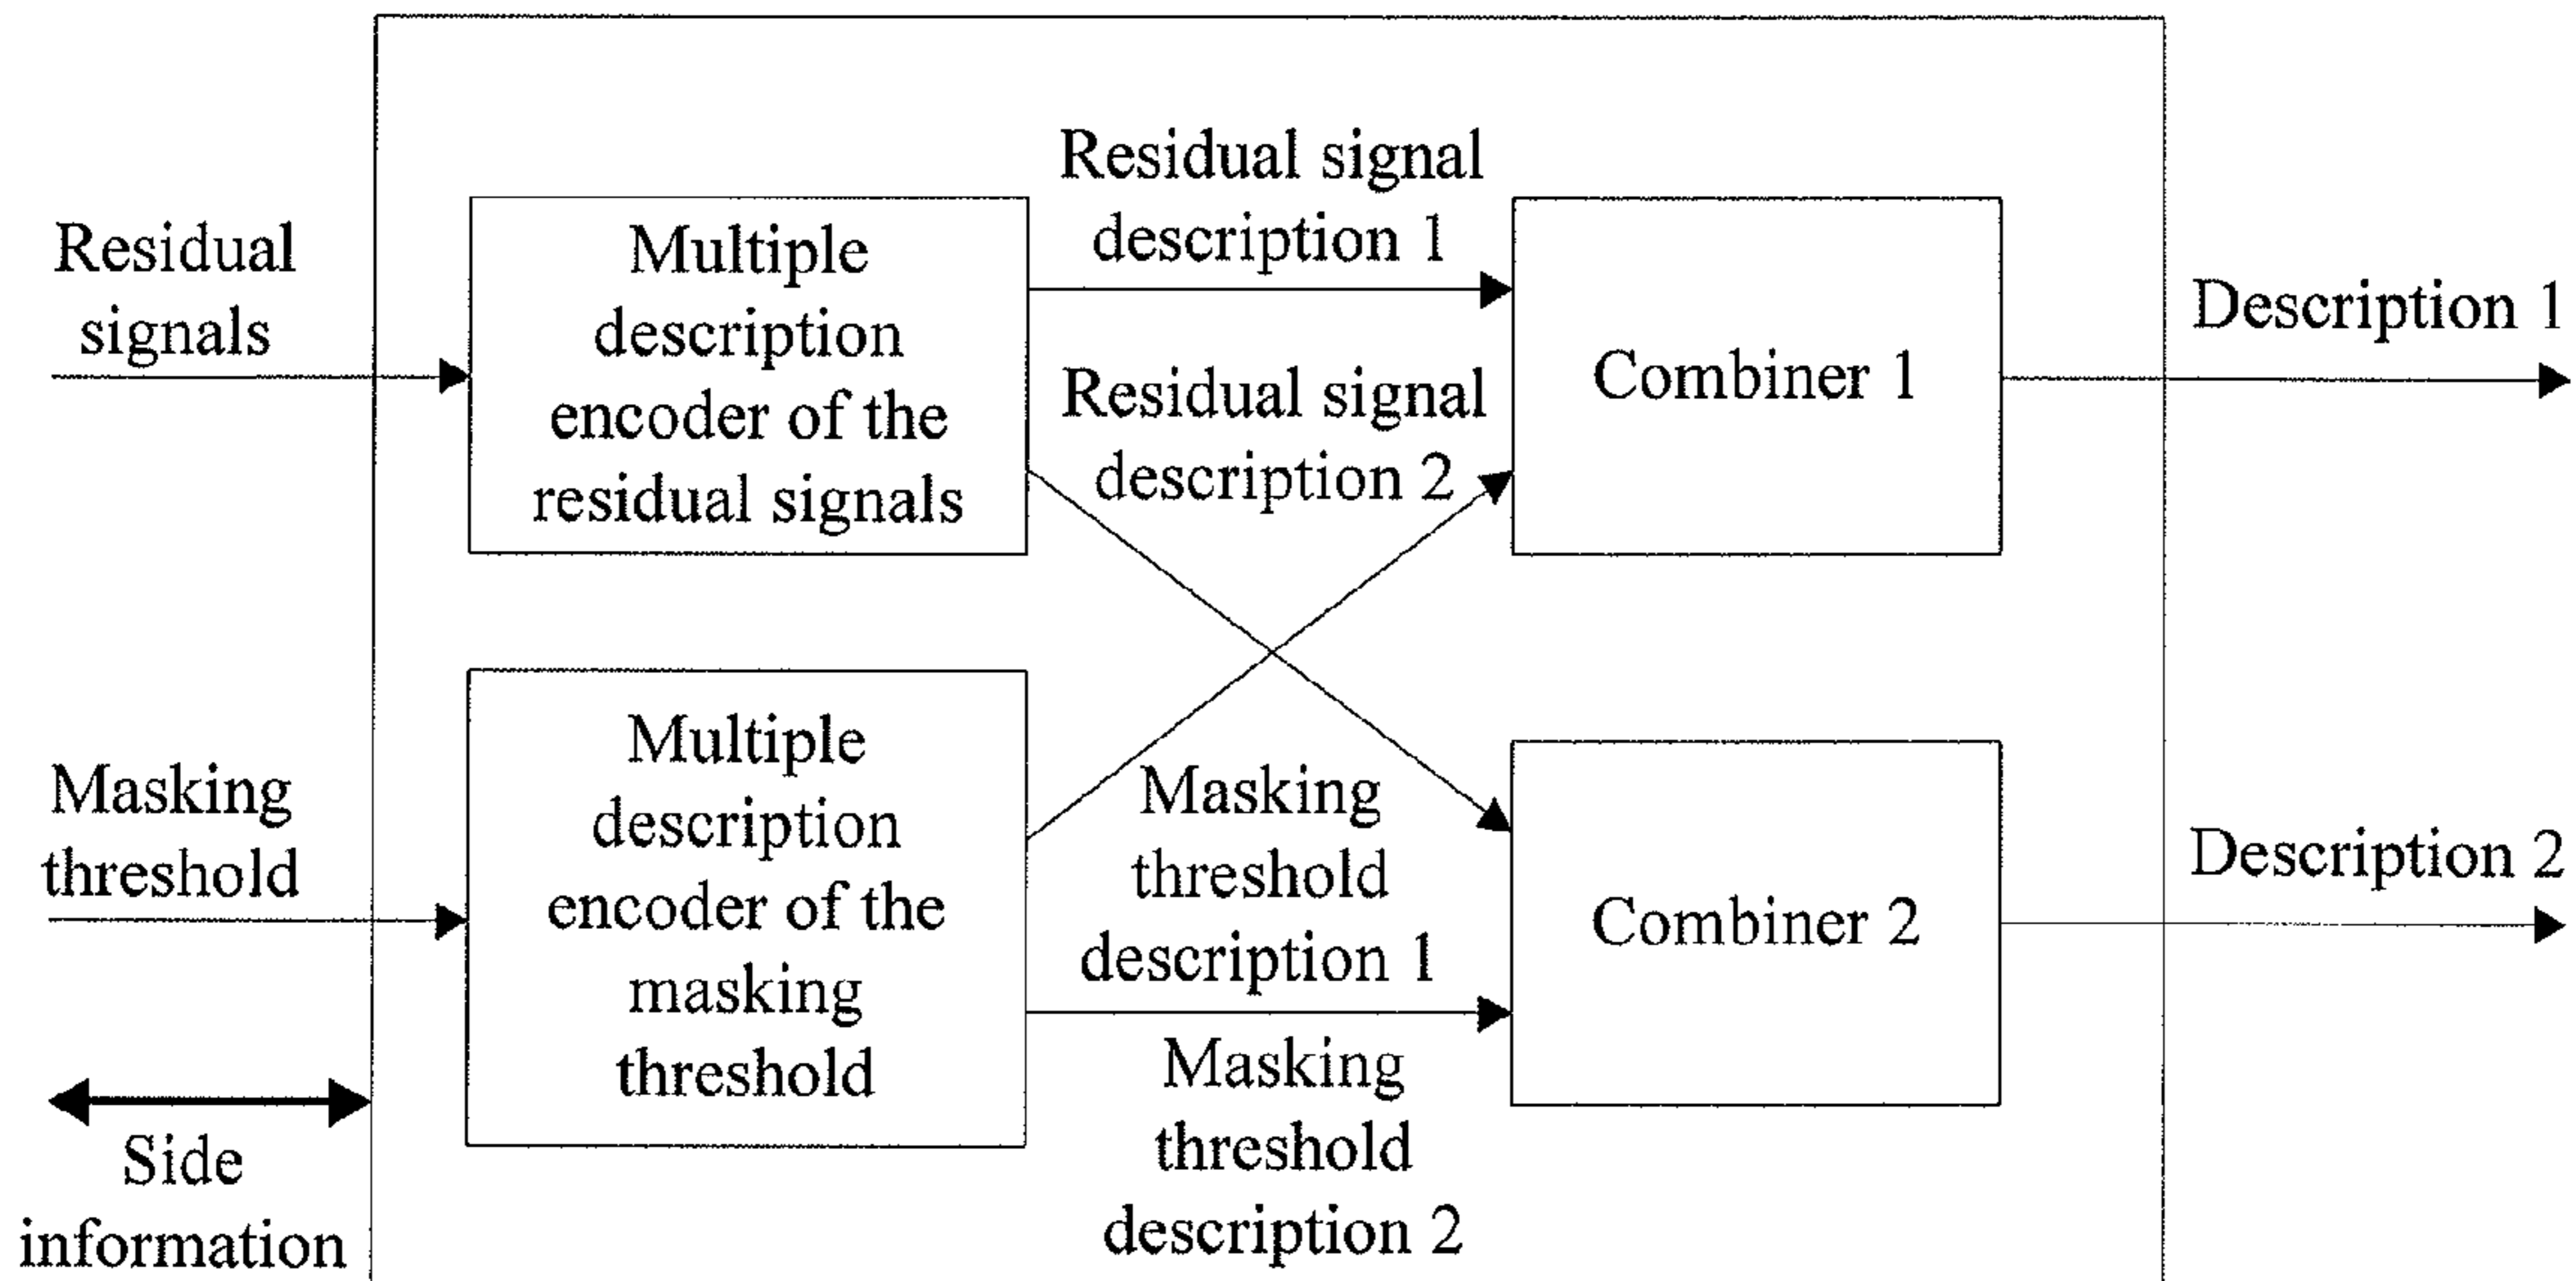 Residual
signals
Masking
threshold
Side
information
Multiple
description
encoder of the
residual signals
Multiple
description
encoder of the
masking
threshold
Residual signal
description 1
Residual signal
description 2
Masking
threshold
description 1
Masking
threshold
description 2
Combiner 1
Combiner 2
Description 1
Description 2